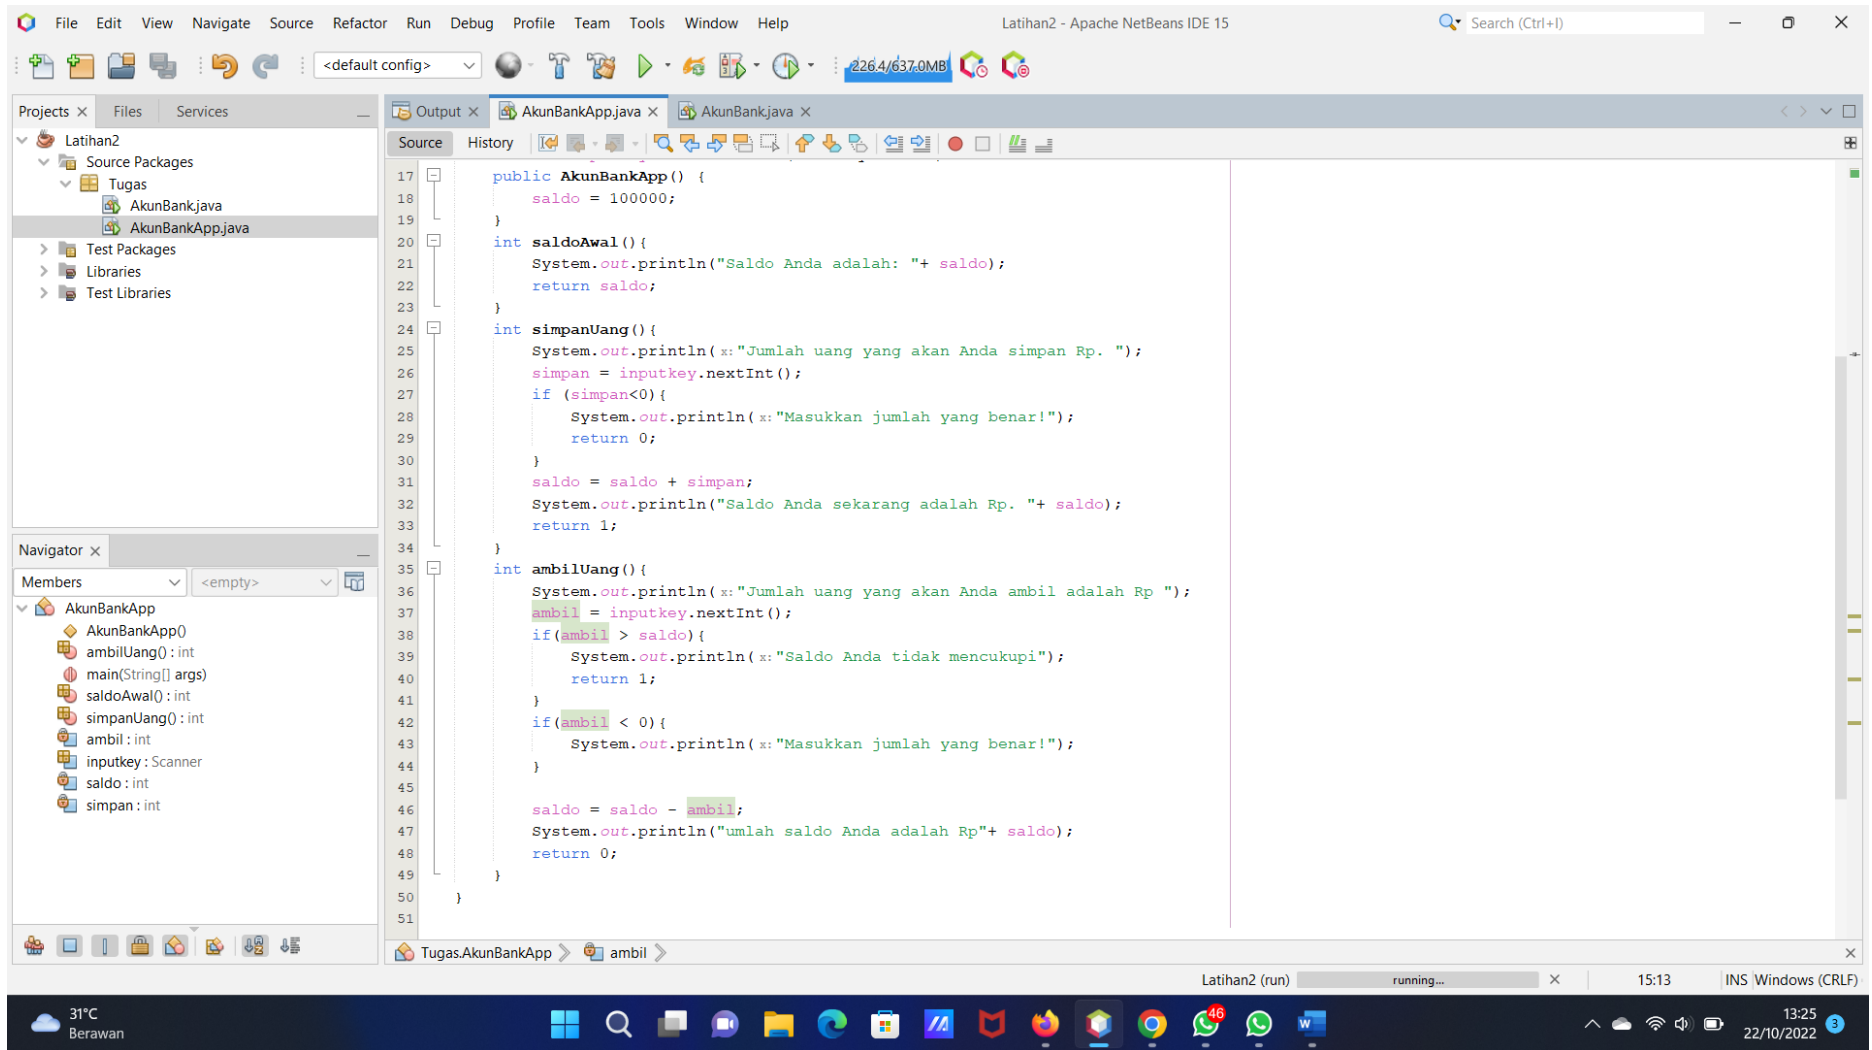 File Edit View Navigate Source Refactor Run Debug Profile Team Tools Window Help
Latihan2 - Apache NetBeans IDE 15
Search (Ctrl+I)
<default config>
226.4/637.0MB
Projects Files Services
Latihan2
Source Packages
Tugas
AkunBank.java
AkunBankApp.java
Test Packages
Libraries
Test Libraries
Navigator
Members
<empty>
AkunBankApp
AkunBankApp()
ambilUang() : int
main(String[] args)
saldoAwal() : int
simpanUang() : int
ambil : int
inputkey : Scanner
saldo : int
simpan : int
Output AkunBankApp.java AkunBank.java
Source History
17 public AkunBankApp() {
18 saldo = 100000;
19 }
20 int saldoAwal(){
21 System.out.println("Saldo Anda adalah: "+ saldo);
22 return saldo;
23 }
24 int simpanUang(){
25 System.out.println(x:"Jumlah uang yang akan Anda simpan Rp. ");
26 simpan = inputkey.nextInt();
27 if (simpan<0){
28 System.out.println(x:"Masukkan jumlah yang benar!");
29 return 0;
30 }
31 saldo = saldo + simpan;
32 System.out.println("Saldo Anda sekarang adalah Rp. "+ saldo);
33 return 1;
34 }
35 int ambilUang(){
36 System.out.println(x:"Jumlah uang yang akan Anda ambil adalah Rp ");
37 ambil = inputkey.nextInt();
38 if(ambil > saldo){
39 System.out.println(x:"Saldo Anda tidak mencukupi");
40 return 1;
41 }
42 if(ambil < 0){
43 System.out.println(x:"Masukkan jumlah yang benar!");
44 }
45
46 saldo = saldo - ambil;
47 System.out.println("umlah saldo Anda adalah Rp"+ saldo);
48 return 0;
49 }
50 }
51
Tugas.AkunBankApp ambil
Latihan2 (run) running... 15:13 INS Windows (CRLF)
31°C
Berawan
46
13:25
22/10/2022
3